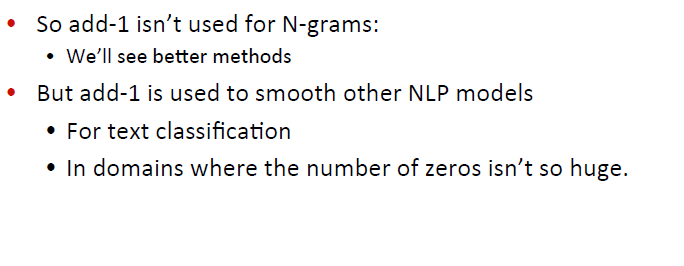 So add-1 isn't used for N-grams:
We'll see better methods
But add-1 is used to smooth other NLP models
For text classification
In domains where the number of zeros isn't so huge.